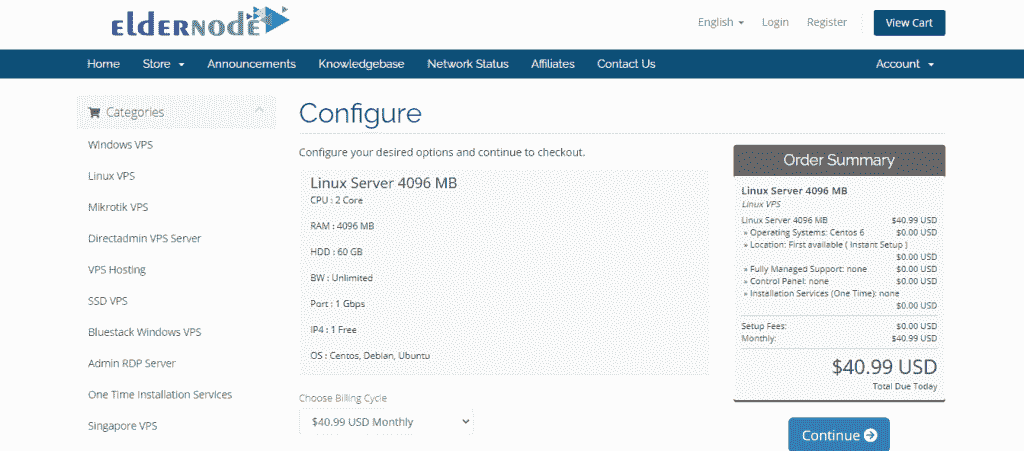 ELDERNODE
English
Login
Register
View Cart
Home
Store
Announcements
Knowledgebase
Network Status
Affiliates
Contact Us
Account
Categories
Windows VPS
Linux VPS
Mikrotik VPS
Directadmin VPS Server
VPS Hosting
SSD VPS
Bluestack Windows VPS
Admin RDP Server
One Time Installation Services
Singapore VPS
Configure
Configure your desired options and continue to checkout.
Linux Server 4096 MB
CPU : 2 Core
RAM : 4096 MB
HDD : 60 GB
BW : Unlimited
Port : 1 Gbps
IP4 : 1 Free
OS : Centos, Debian, Ubuntu
Choose Billing Cycle
$40.99 USD Monthly
Order Summary
Linux Server 4096 MB
Linux VPS
Linux Server 4096 MB $40.99 USD
» Operating Systems: Centos 6 $0.00 USD
» Location: First available ( Instant Setup )
$0.00 USD
» Fully Managed Support: none $0.00 USD
» Control Panel: none $0.00 USD
» Installation Services (One Time): none
$0.00 USD
Setup Fees: $0.00 USD
Monthly: $40.99 USD
$40.99 USD
Total Due Today
Continue